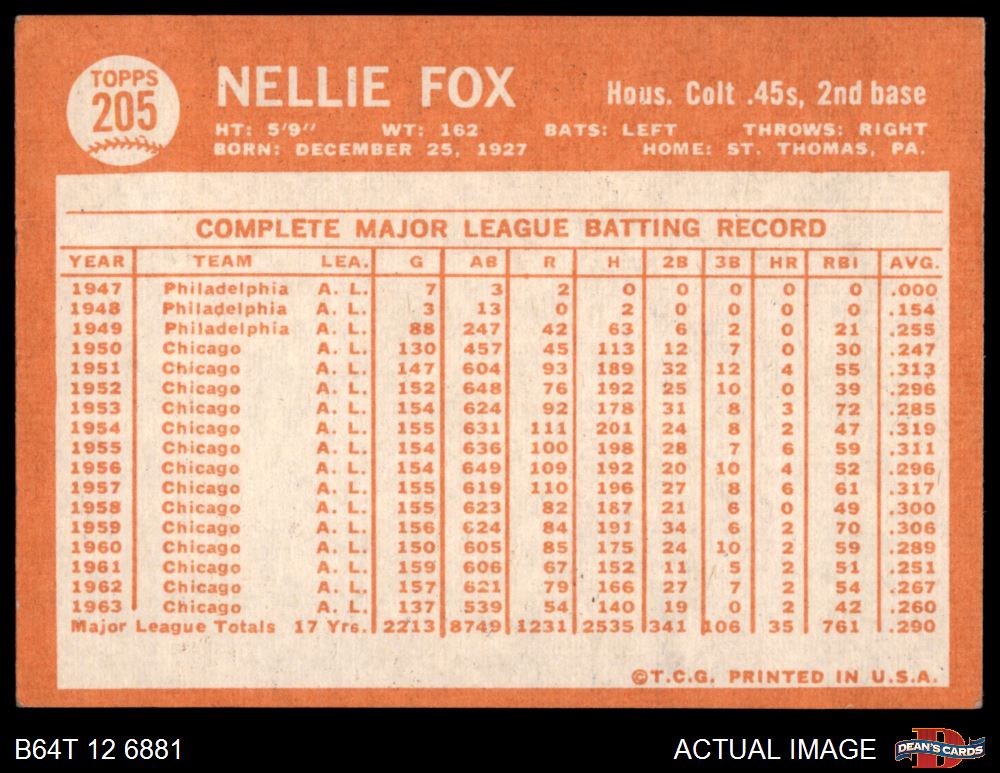 TOPPS
205
NELLIE FOX
Hous. Colt .45s, 2nd base
HT: 5'9" WT: 162 BATS: LEFT THROWS: RIGHT
BORN: DECEMBER 25, 1927 HOME: ST. THOMAS, PA.
COMPLETE MAJOR LEAGUE BATTING RECORD
YEAR TEAM LEA. G AB R H 2B 3B HR RBI AVG.
1947 Philadelphia A. L. 7 3 2 0 0 0 0 0 .000
1948 Philadelphia A. L. 3 13 0 2 0 0 0 0 .154
1949 Philadelphia A. L. 88 247 42 63 6 2 0 21 .255
1950 Chicago A. L. 130 457 45 113 12 7 0 30 .247
1951 Chicago A. L. 147 604 93 189 32 12 4 55 .313
1952 Chicago A. L. 152 648 76 192 25 10 0 39 .296
1953 Chicago A. L. 154 624 92 178 31 8 3 72 .285
1954 Chicago A. L. 155 631 111 201 24 8 2 47 .319
1955 Chicago A. L. 154 636 100 198 28 7 6 59 .311
1956 Chicago A. L. 154 649 109 192 20 10 4 52 .296
1957 Chicago A. L. 155 619 110 196 27 8 6 61 .317
1958 Chicago A. L. 155 623 82 187 21 6 0 49 .300
1959 Chicago A. L. 156 624 84 191 34 6 2 70 .306
1960 Chicago A. L. 150 605 85 175 24 10 2 59 .289
1961 Chicago A. L. 159 606 67 152 11 5 2 51 .251
1962 Chicago A. L. 157 621 79 166 27 7 2 54 .267
1963 Chicago A. L. 137 539 54 140 19 0 2 42 .260
Major League Totals 17 Yrs. 2213 8749 1231 2535 341 106 35 761 .290
©T.C.G. PRINTED IN U.S.A.
B64T 12 6881
ACTUAL IMAGE
D
DEAN'S CARDS